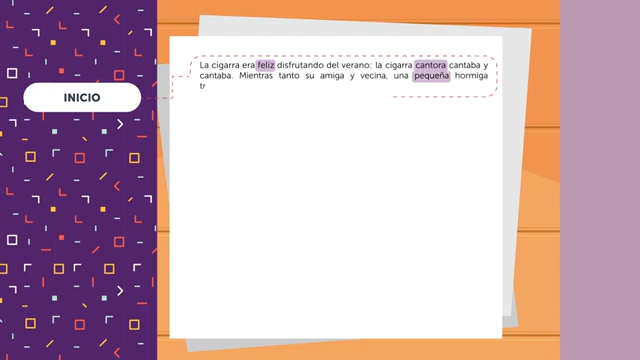 INICIO
La cigarra era feliz disfrutando del verano: la cigarra cantora cantaba y
cantaba. Mientras tanto su amiga y vecina, una pequeña hormiga
tr